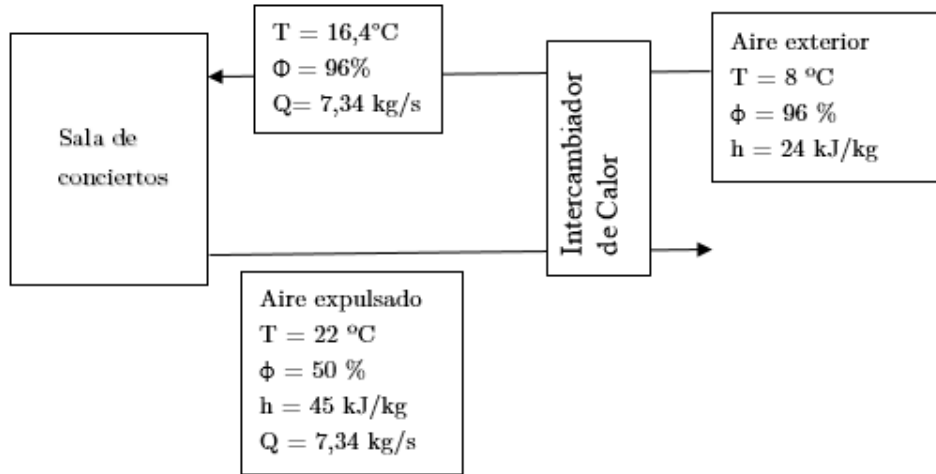 T = 16,4ºC
Φ = 96%
Q= 7,34 kg/s
Aire exterior
T = 8 ºC
ϕ = 96 %
h = 24 kJ/kg
Sala de
conciertos
Intercambiador
de Calor
Aire expulsado
T = 22 ºC
ϕ = 50 %
h = 45 kJ/kg
Q = 7,34 kg/s